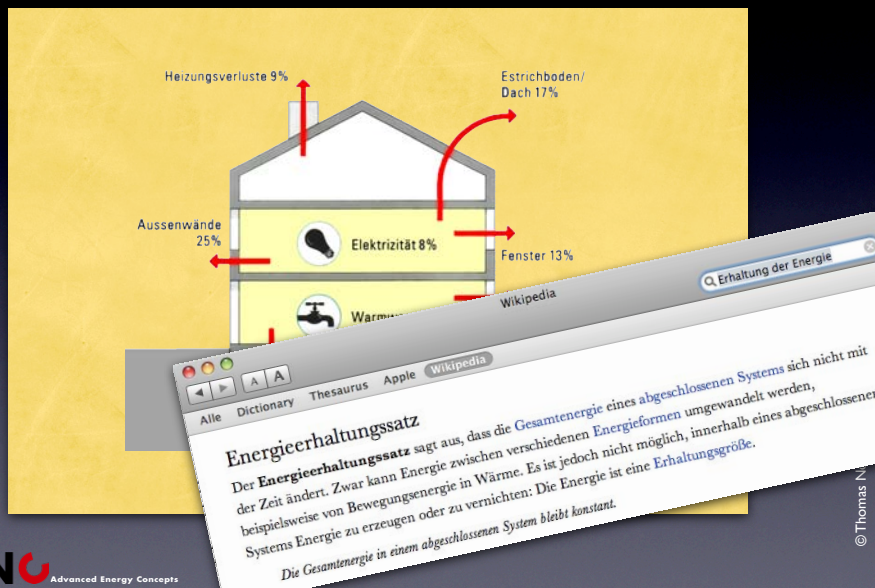 Heizungsverluste 9%
Estrichboden/
Dach 17%
Aussenwände
25%
Elektrizität 8%
Fenster 13%
Wikipedia
Erhaltung der Energie
A A
Alle Dictionary Thesaurus Apple Wikipedia
Energieerhaltungssatz
Der Energieerhaltungssatz sagt aus, dass die Gesamtenergie eines abgeschlossenen Systems sich nicht mit
der Zeit ändert. Zwar kann Energie zwischen verschiedenen Energieformen umgewandelt werden,
beispielsweise von Bewegungsenergie in Wärme. Es ist jedoch nicht möglich, innerhalb eines abgeschlossenen
Systems Energie zu erzeugen oder zu vernichten: Die Energie ist eine Erhaltungsgröße.
Die Gesamtenergie in einem abgeschlossenen System bleibt konstant.
© Thomas
Advanced Energy Concepts